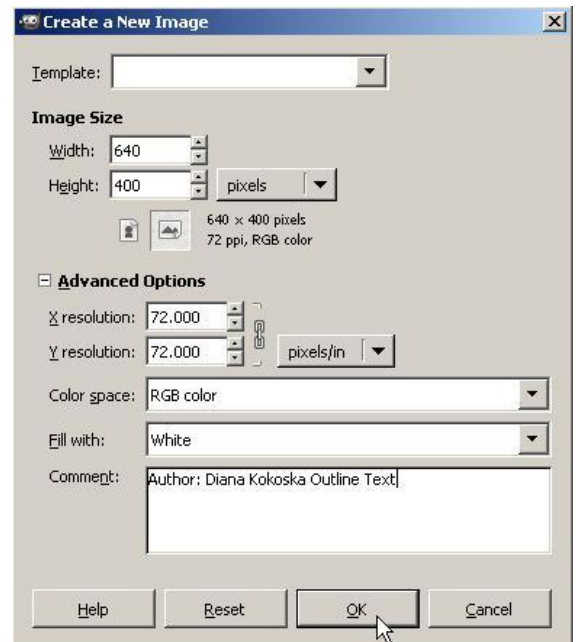 Create a New Image
Template:
Image Size
Width: 640
Height: 400 pixels
640 × 400 pixels
72 ppi, RGB color
Advanced Options
X resolution: 72.000
Y resolution: 72.000 pixels/in
Color space: RGB color
Fill with: White
Comment: Author: Diana Kokoska Outline Text
Help Reset OK Cancel